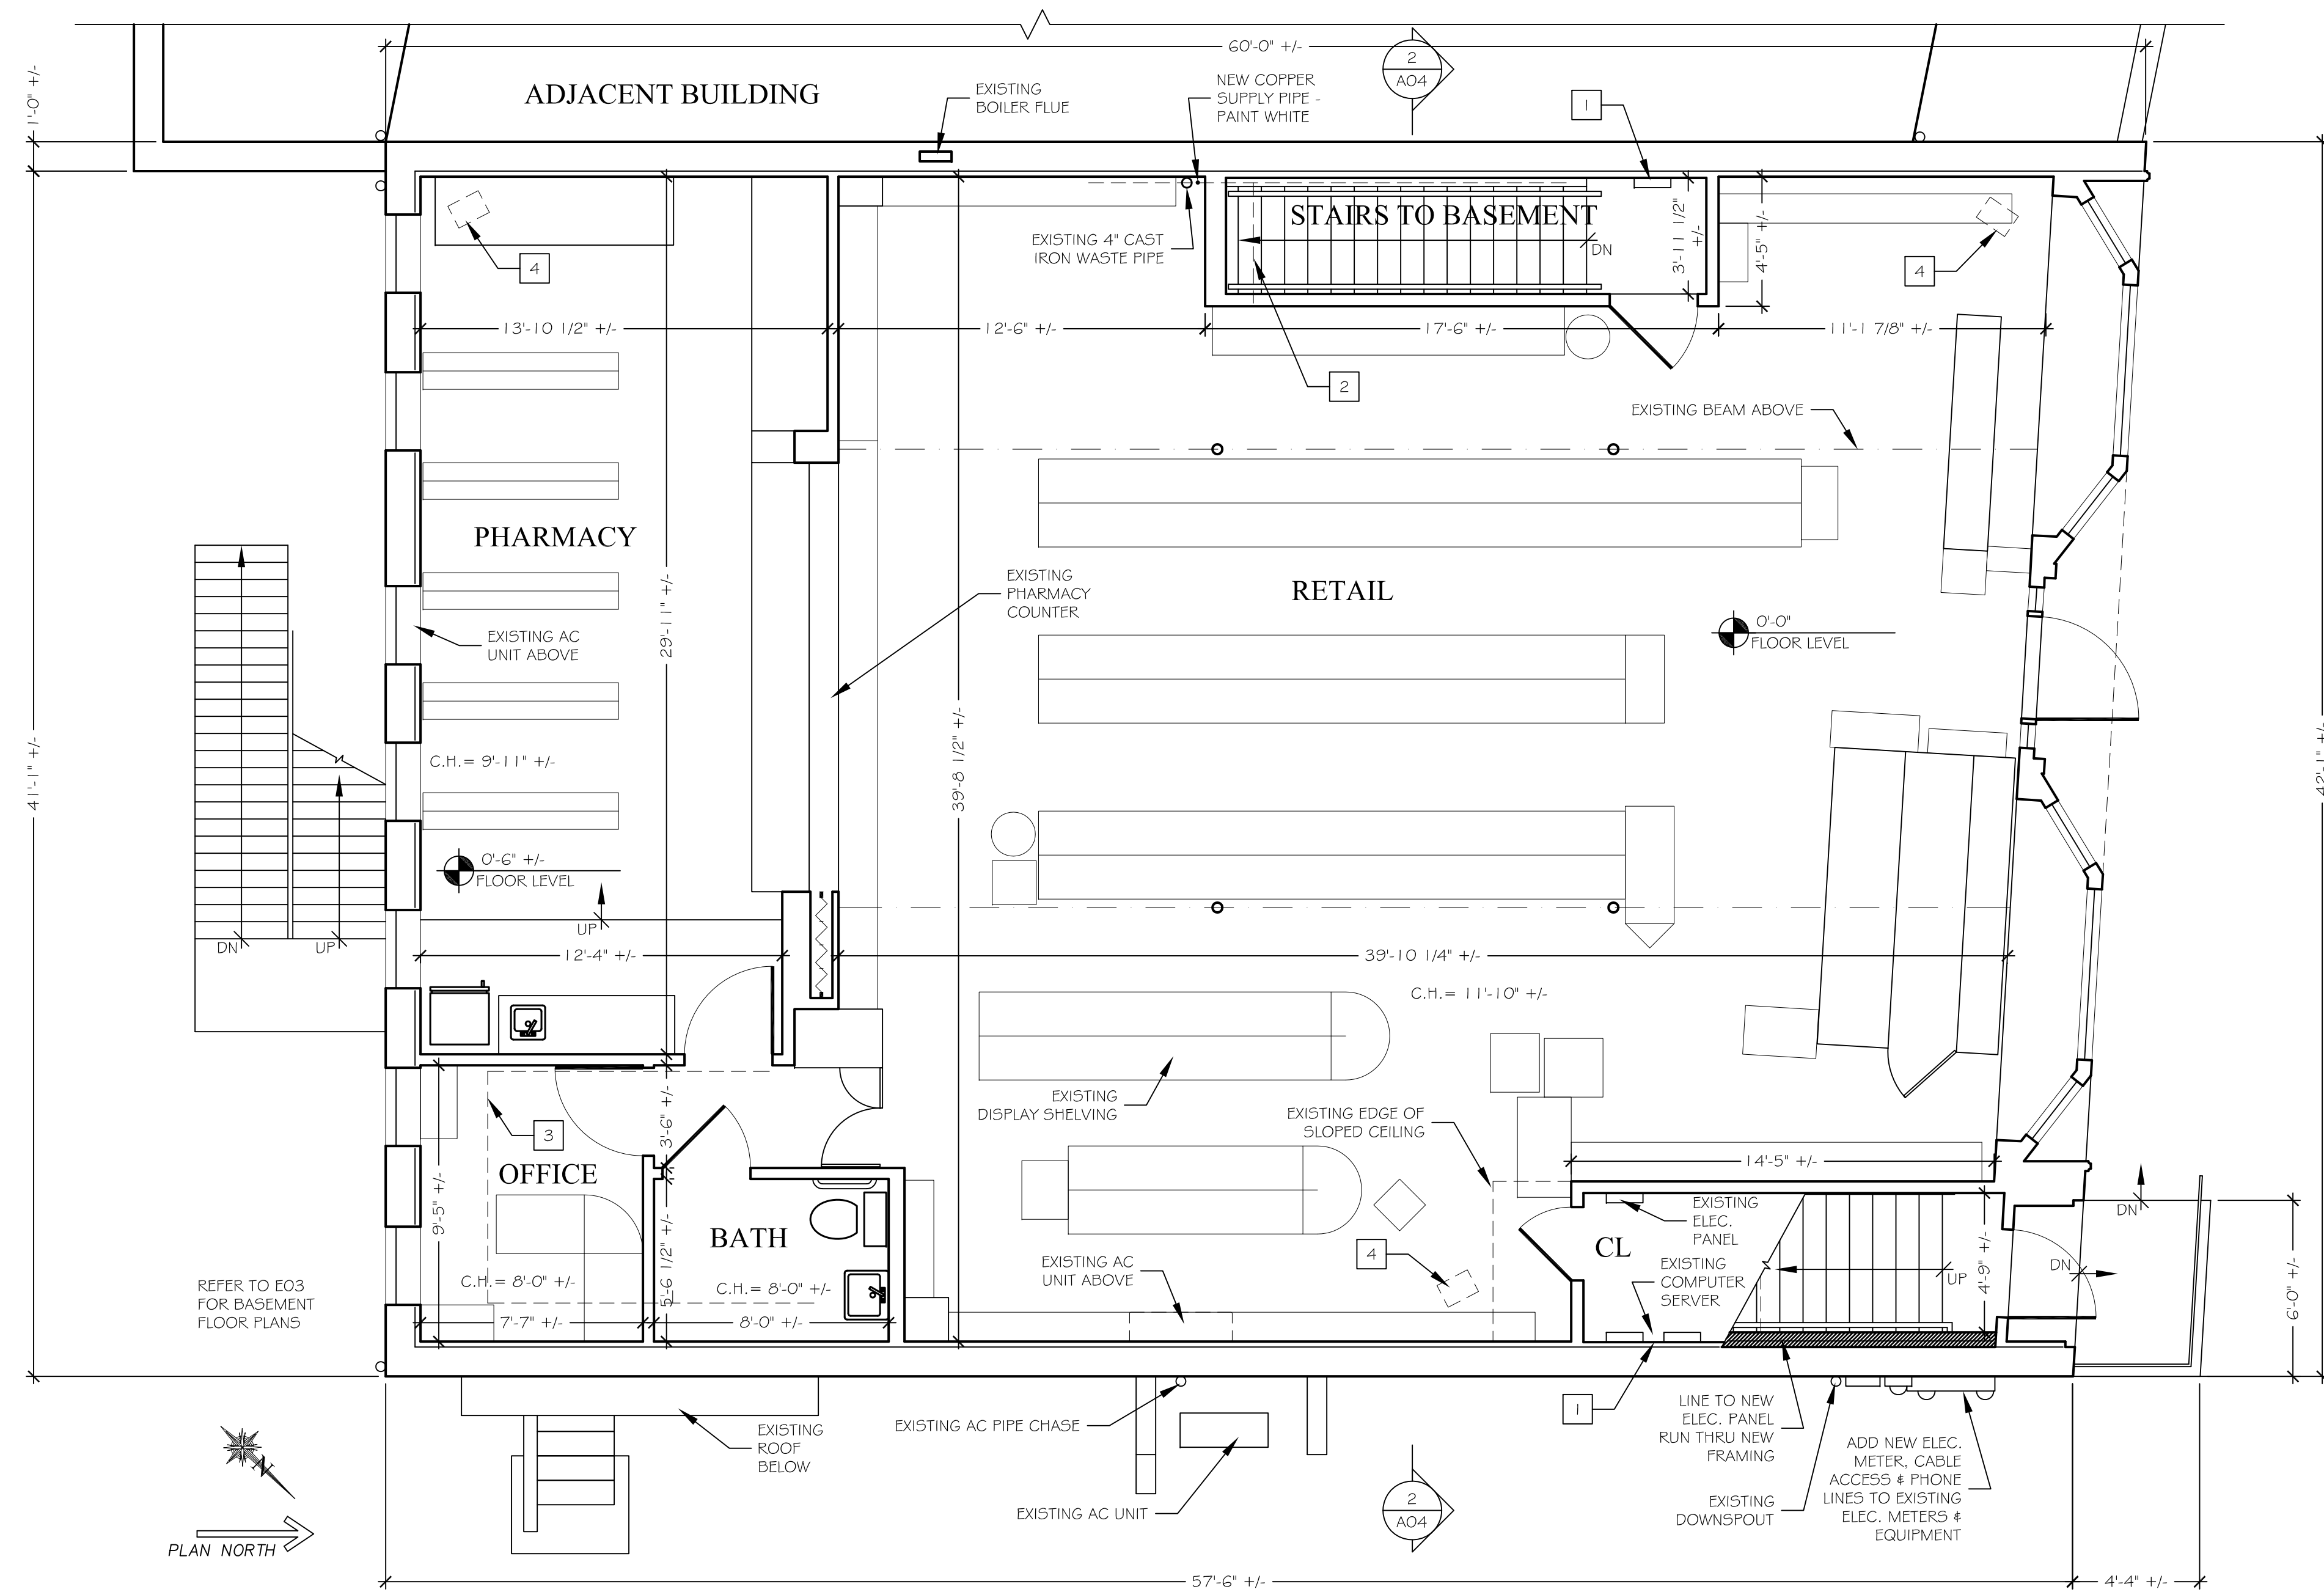 60'-0" +/-
2
A04
1'-0" +/-
ADJACENT BUILDING
EXISTING
BOILER FLUE
NEW COPPER
SUPPLY PIPE -
PAINT WHITE
1
STAIRS TO BASEMENT
DN
3'-11 1/2"
+/-
4'-5" +/-
4
4
EXISTING 4" CAST
IRON WASTE PIPE
13'-10 1/2" +/-
12'-6" +/-
17'-6" +/-
11'-1 7/8" +/-
2
EXISTING BEAM ABOVE
PHARMACY
RETAIL
EXISTING
PHARMACY
COUNTER
29'-11" +/-
EXISTING AC
UNIT ABOVE
0'-0"
FLOOR LEVEL
C.H.= 9'-11" +/-
39'-8 1/2" +/-
41'-1" +/-
42'-1" +/-
0'-6" +/-
FLOOR LEVEL
UP
DN
UP
12'-4" +/-
39'-10 1/4" +/-
C.H.= 11'-10" +/-
EXISTING
DISPLAY SHELVING
EXISTING EDGE OF
SLOPED CEILING
3
3'-6" +/-
OFFICE
9'-5" +/-
14'-5" +/-
BATH
5'-6 1/2" +/-
C.H.= 8'-0" +/-
C.H.= 8'-0" +/-
7'-7" +/-
8'-0" +/-
EXISTING AC
UNIT ABOVE
4
CL
EXISTING
ELEC.
PANEL
EXISTING
COMPUTER
SERVER
UP
4'-9" +/-
DN
DN
6'-0" +/-
REFER TO E03
FOR BASEMENT
FLOOR PLANS
N
PLAN NORTH
EXISTING
ROOF
BELOW
EXISTING AC PIPE CHASE
EXISTING AC UNIT
2
A04
1
LINE TO NEW
ELEC. PANEL
RUN THRU NEW
FRAMING
EXISTING
DOWNSPOUT
ADD NEW ELEC.
METER, CABLE
ACCESS & PHONE
LINES TO EXISTING
ELEC. METERS &
EQUIPMENT
57'-6" +/-
4'-4" +/-